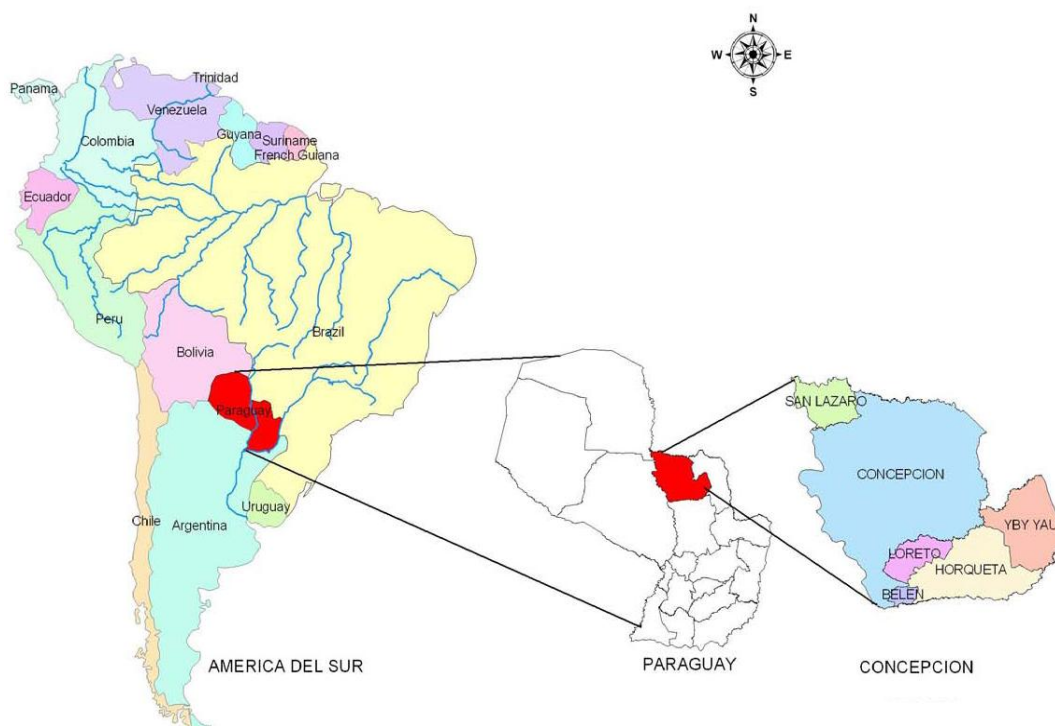 N
W E
S
Trinidad
Panama
Venezuela
Guyana
Colombia
Suriname
French Guiana
Ecuador
Peru
Brazil
Bolivia
Paraguay
Uruguay
Chile
Argentina
AMERICA DEL SUR
PARAGUAY
SAN LAZARO
CONCEPCION
YBY YAU
LORETO
HORQUETA
BELEN
CONCEPCION